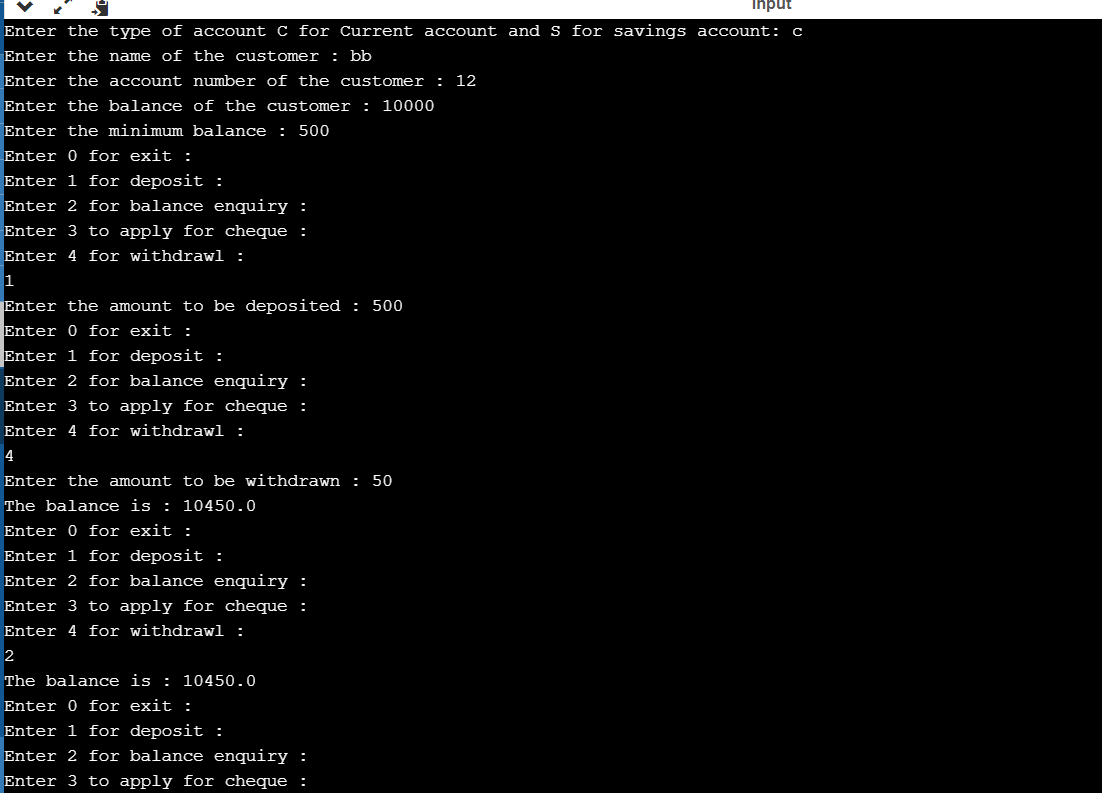 input
Enter the type of account C for Current account and S for savings account: c
Enter the name of the customer : bb
Enter the account number of the customer : 12
Enter the balance of the customer : 10000
Enter the minimum balance : 500
Enter 0 for exit :
Enter 1 for deposit :
Enter 2 for balance enquiry :
Enter 3 to apply for cheque :
Enter 4 for withdrawl :
1
Enter the amount to be deposited : 500
Enter 0 for exit :
Enter 1 for deposit :
Enter 2 for balance enquiry :
Enter 3 to apply for cheque :
Enter 4 for withdrawl :
4
Enter the amount to be withdrawn : 50
The balance is : 10450.0
Enter 0 for exit :
Enter 1 for deposit :
Enter 2 for balance enquiry :
Enter 3 to apply for cheque :
Enter 4 for withdrawl :
2
The balance is : 10450.0
Enter 0 for exit :
Enter 1 for deposit :
Enter 2 for balance enquiry :
Enter 3 to apply for cheque :